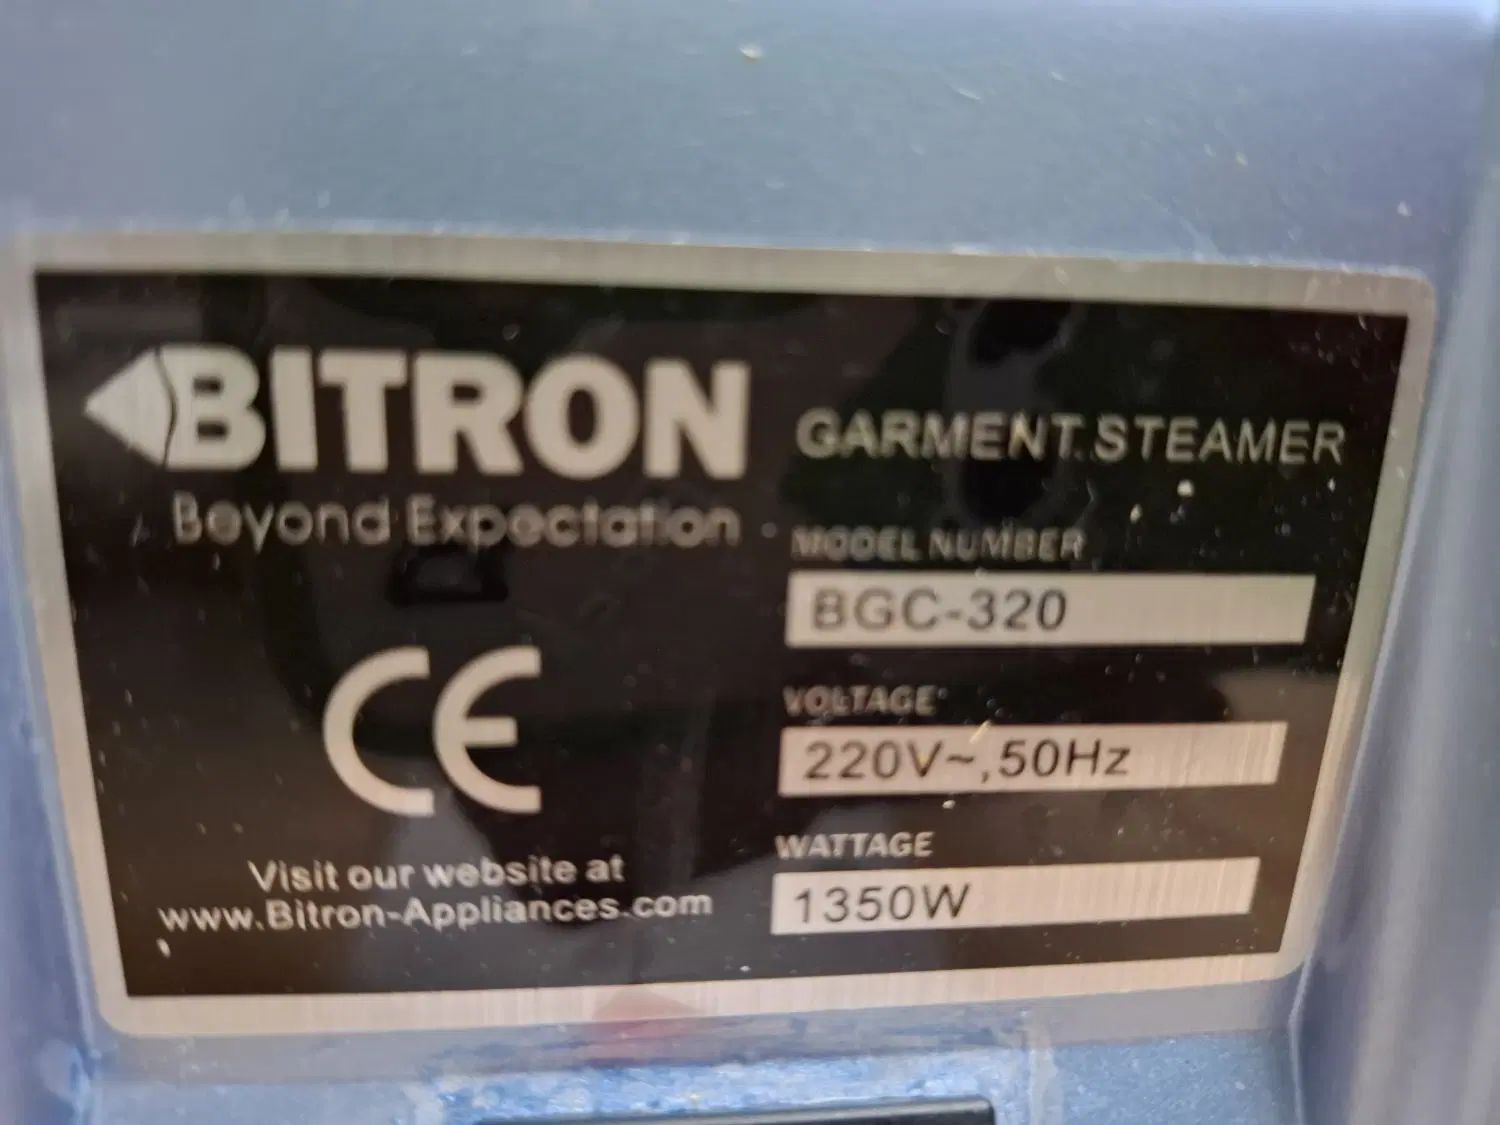 BITRON
Beyond Expectation
GARMENT STEAMER
MODEL NUMBER
BGC-320
VOLTAGE
220V~,50Hz
WATTAGE
1350W
CE
Visit our website at
www.Bitron-Appliances.com